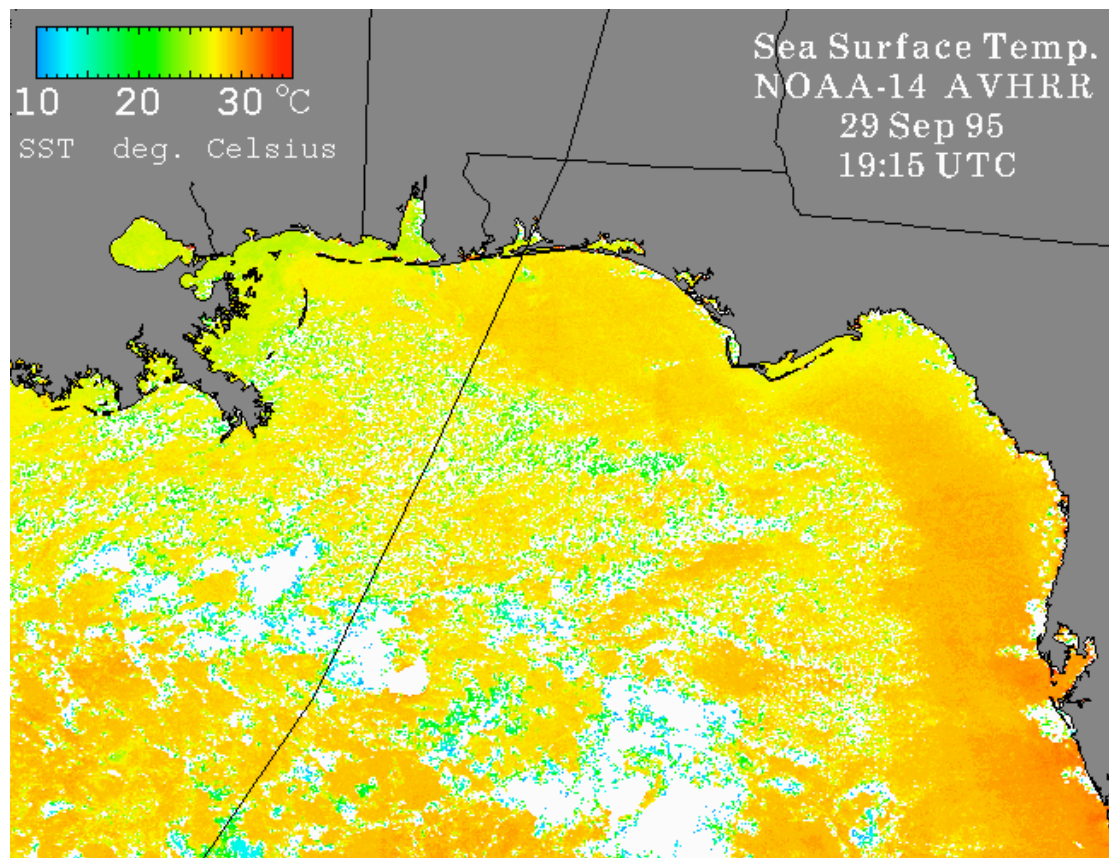 10 20 30 °C
SST deg. Celsius
Sea Surface Temp.
NOAA-14 AVHRR
29 Sep 95
19:15 UTC